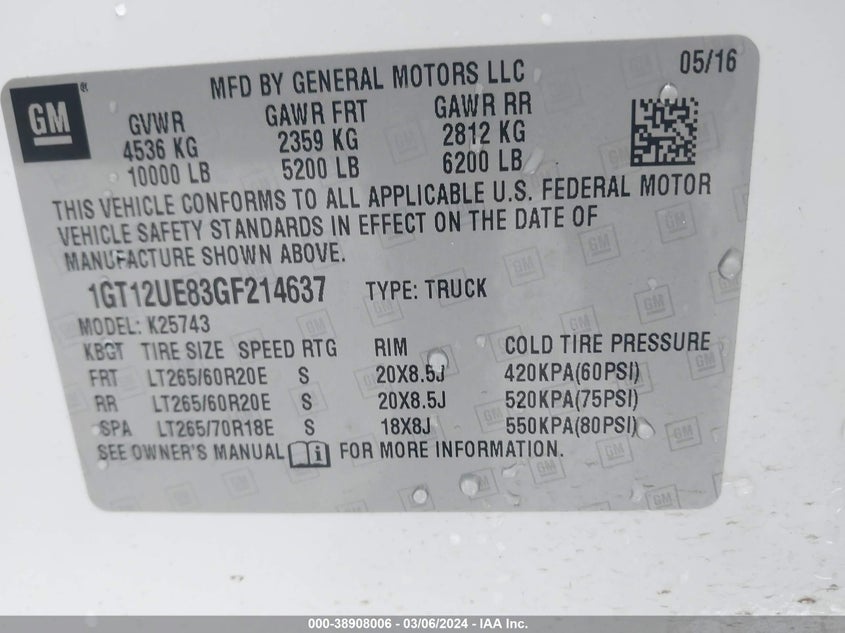 GM
MFD BY GENERAL MOTORS LLC
05/16
GVWR GAWR FRT GAWR RR
4536 KG 2359 KG 2812 KG
10000 LB 5200 LB 6200 LB
THIS VEHICLE CONFORMS TO ALL APPLICABLE U.S. FEDERAL MOTOR
VEHICLE SAFETY STANDARDS IN EFFECT ON THE DATE OF
MANUFACTURE SHOWN ABOVE.
1GT12UE83GF214637 TYPE: TRUCK
MODEL: K25743
KBGT TIRE SIZE SPEED RTG RIM COLD TIRE PRESSURE
FRT LT265/60R20E S 20X8.5J 420KPA(60PSI)
RR LT265/60R20E S 20X8.5J 520KPA(75PSI)
SPA LT265/70R18E S 18X8J 550KPA(80PSI)
SEE OWNER'S MANUAL i FOR MORE INFORMATION.
000-38908006 - 03/06/2024 - IAA Inc.